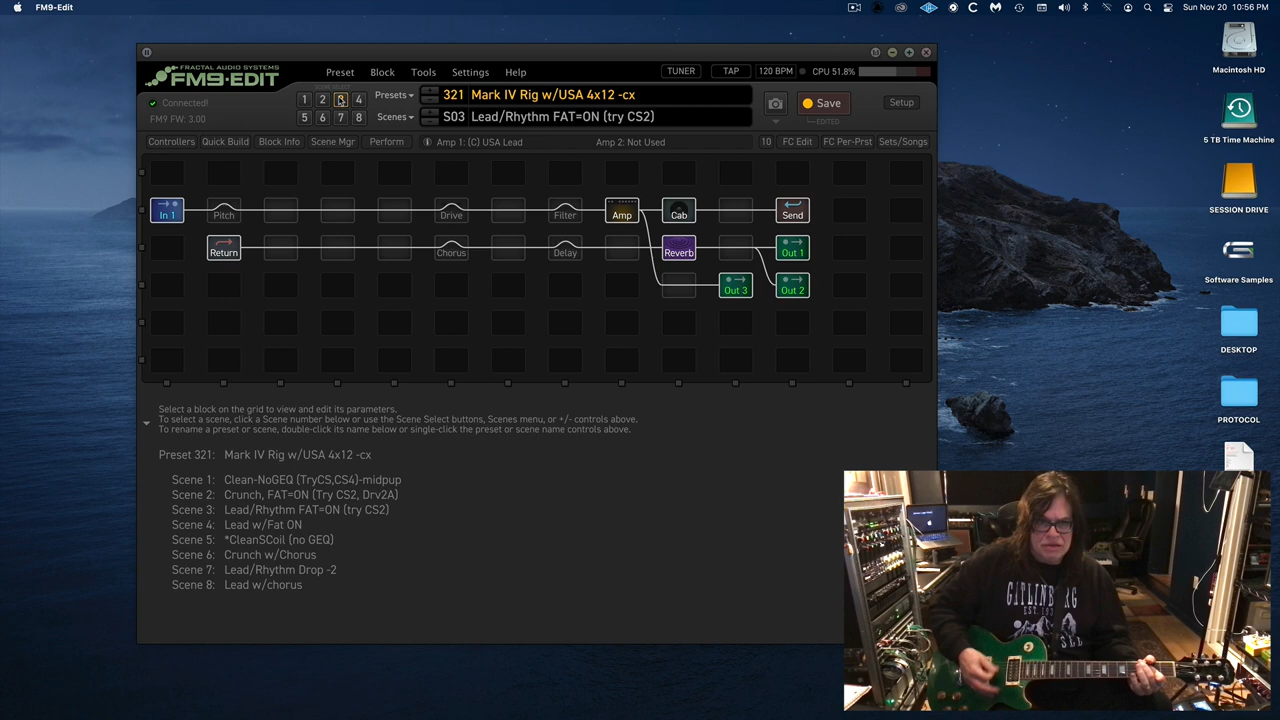 FM9-Edit
Sun Nov 20 10:56 PM
FRACTAL AUDIO SYSTEMS
FM9-EDIT
Preset Block Tools Settings Help
TUNER TAP 120 BPM CPU 51.8%
Connected!
FM9 FW: 3.00
SCENE SELECT
1 2 3 4
5 6 7 8
Presets
321 Mark IV Rig w/USA 4x12 -cx
Scenes
S03 Lead/Rhythm FAT=ON (try CS2)
Save
EDITED
Setup
Controllers Quick Build Block Info Scene Mgr Perform
Amp 1: (C) USA Lead Amp 2: Not Used
10 FC Edit FC Per-Prst Sets/Songs
In 1 Pitch Drive Filter Amp Cab Send
Return Chorus Delay Reverb Out 1
Out 3 Out 2
Select a block on the grid to view and edit its parameters.
To select a scene, click a Scene number below or use the Scene Select buttons, Scenes menu, or +/- controls above.
To rename a preset or scene, double-click its name below or single-click the preset or scene name controls above.
Preset 321: Mark IV Rig w/USA 4x12 -cx
Scene 1: Clean-NoGEQ (TryCS,CS4)-midpup
Scene 2: Crunch, FAT=ON (Try CS2, Drv2A)
Scene 3: Lead/Rhythm FAT=ON (try CS2)
Scene 4: Lead w/Fat ON
Scene 5: *CleanSCoil (no GEQ)
Scene 6: Crunch w/Chorus
Scene 7: Lead/Rhythm Drop -2
Scene 8: Lead w/chorus
Macintosh HD
5 TB Time Machine
SESSION DRIVE
Software Samples
DESKTOP
PROTOCOL